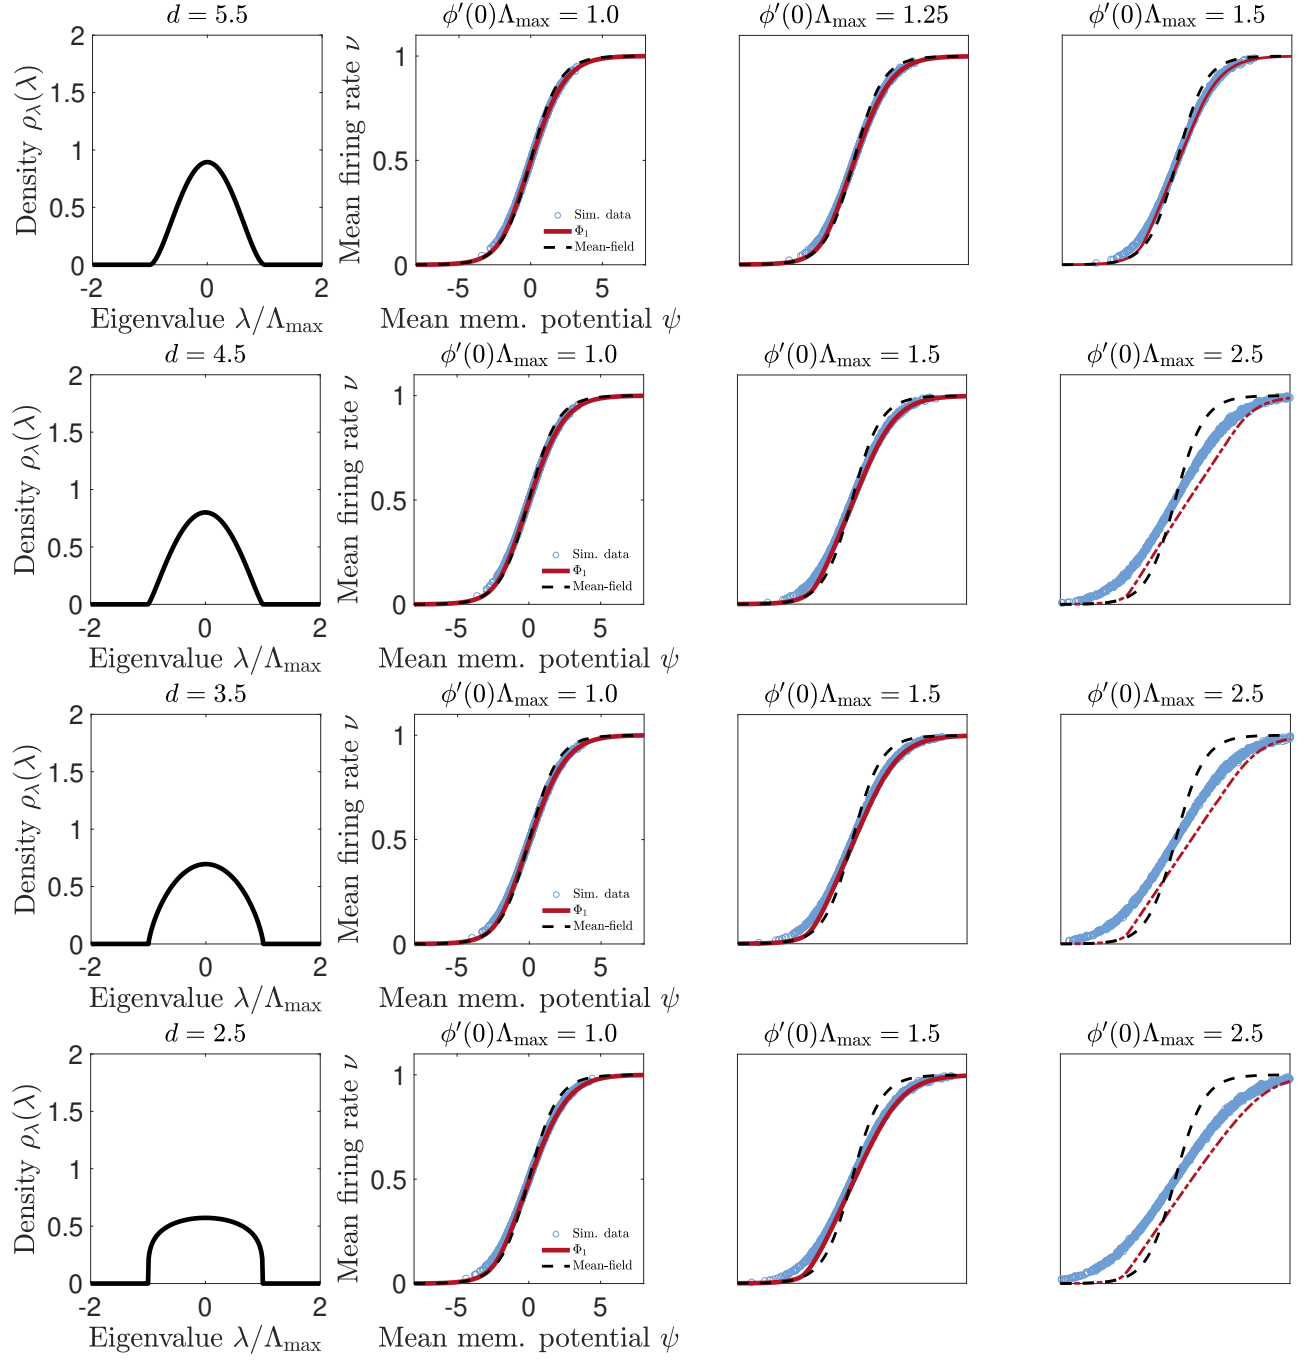 d = 5.5
ϕ′(0)Λmax = 1.0
ϕ′(0)Λmax = 1.25
ϕ′(0)Λmax = 1.5
Density ρλ(λ)
2
1.5
1
0.5
0
-2
0
2
Eigenvalue λ/Λmax
Mean firing rate ν
1
0.5
0
-5
0
5
Mean mem. potential ψ
Sim. data
Φ1
Mean-field
d = 4.5
ϕ′(0)Λmax = 1.0
ϕ′(0)Λmax = 1.5
ϕ′(0)Λmax = 2.5
Density ρλ(λ)
2
1.5
1
0.5
0
-2
0
2
Eigenvalue λ/Λmax
Mean firing rate ν
1
0.5
0
-5
0
5
Mean mem. potential ψ
Sim. data
Φ1
Mean-field
d = 3.5
ϕ′(0)Λmax = 1.0
ϕ′(0)Λmax = 1.5
ϕ′(0)Λmax = 2.5
Density ρλ(λ)
2
1.5
1
0.5
0
-2
0
2
Eigenvalue λ/Λmax
Mean firing rate ν
1
0.5
0
-5
0
5
Mean mem. potential ψ
Sim. data
Φ1
Mean-field
d = 2.5
ϕ′(0)Λmax = 1.0
ϕ′(0)Λmax = 1.5
ϕ′(0)Λmax = 2.5
Density ρλ(λ)
2
1.5
1
0.5
0
-2
0
2
Eigenvalue λ/Λmax
Mean firing rate ν
1
0.5
0
-5
0
5
Mean mem. potential ψ
Sim. data
Φ1
Mean-field